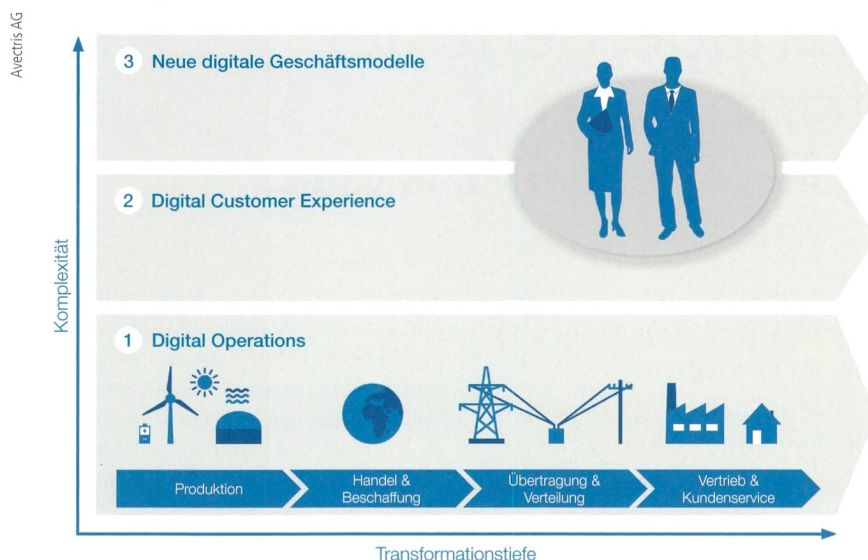 Avectris AG
Komplexität
3 Neue digitale Geschäftsmodelle
2 Digital Customer Experience
1 Digital Operations
Produktion
Handel &
Beschaffung
Übertragung &
Verteilung
Vertrieb &
Kundenservice
Transformationstiefe